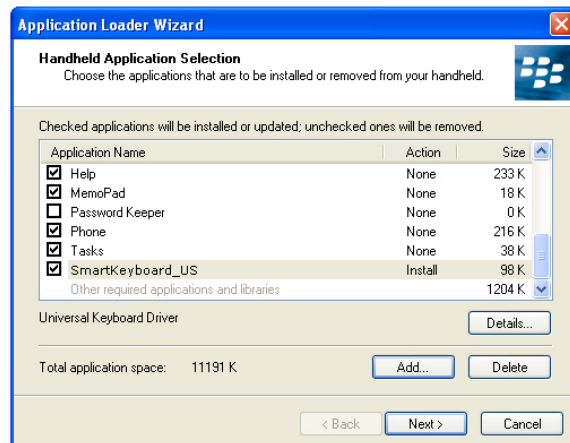 Application Loader Wizard
Handheld Application Selection
Choose the applications that are to be installed or removed from your handheld.
Checked applications will be installed or updated; unchecked ones will be removed.
Application Name Action Size
Help None 233 K
MemoPad None 18 K
Password Keeper None 0 K
Phone None 216 K
Tasks None 38 K
SmartKeyboard_US Install 98 K
Other required applications and libraries 1204 K
Universal Keyboard Driver Details...
Total application space: 11191 K Add... Delete
< Back Next > Cancel